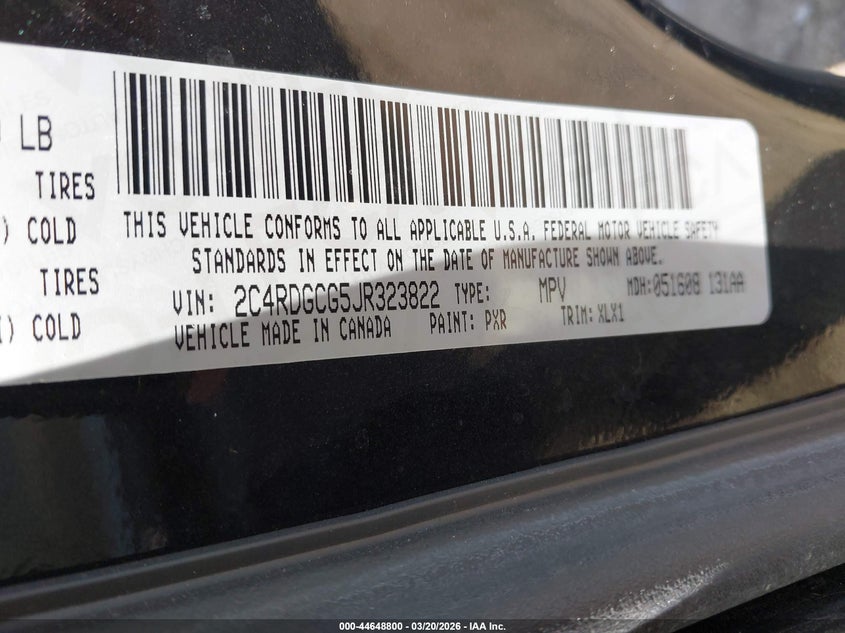 LB
TIRES
) COLD
TIRES
) COLD
THIS VEHICLE CONFORMS TO ALL APPLICABLE U.S.A. FEDERAL MOTOR VEHICLE SAFETY
STANDARDS IN EFFECT ON THE DATE OF MANUFACTURE SHOWN ABOVE.
VIN: 2C4RDGCG5JR323822 TYPE: MPV MDH:051608 131AA
VEHICLE MADE IN CANADA PAINT: PXR TRIM: XLX1
000-44648800 - 03/20/2026 - IAA Inc.